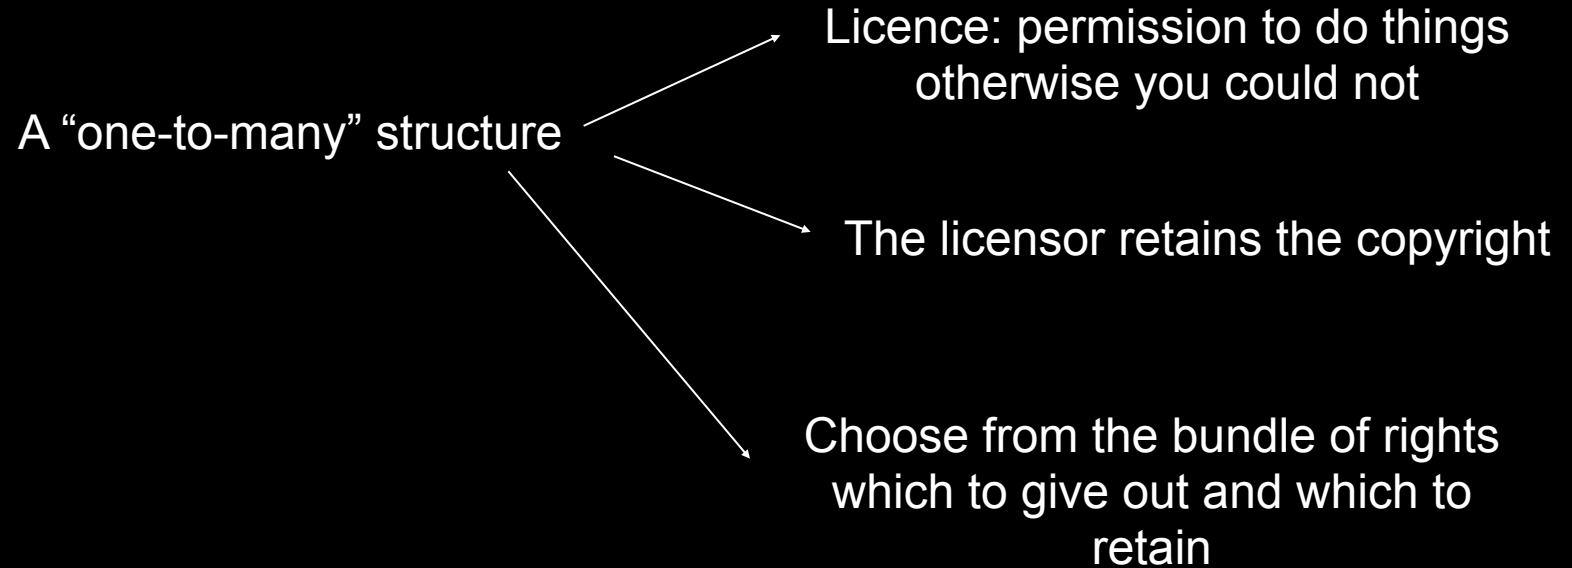 A “one-to-many” structure
Licence: permission to do things
otherwise you could not
The licensor retains the copyright
Choose from the bundle of rights
which to give out and which to
retain